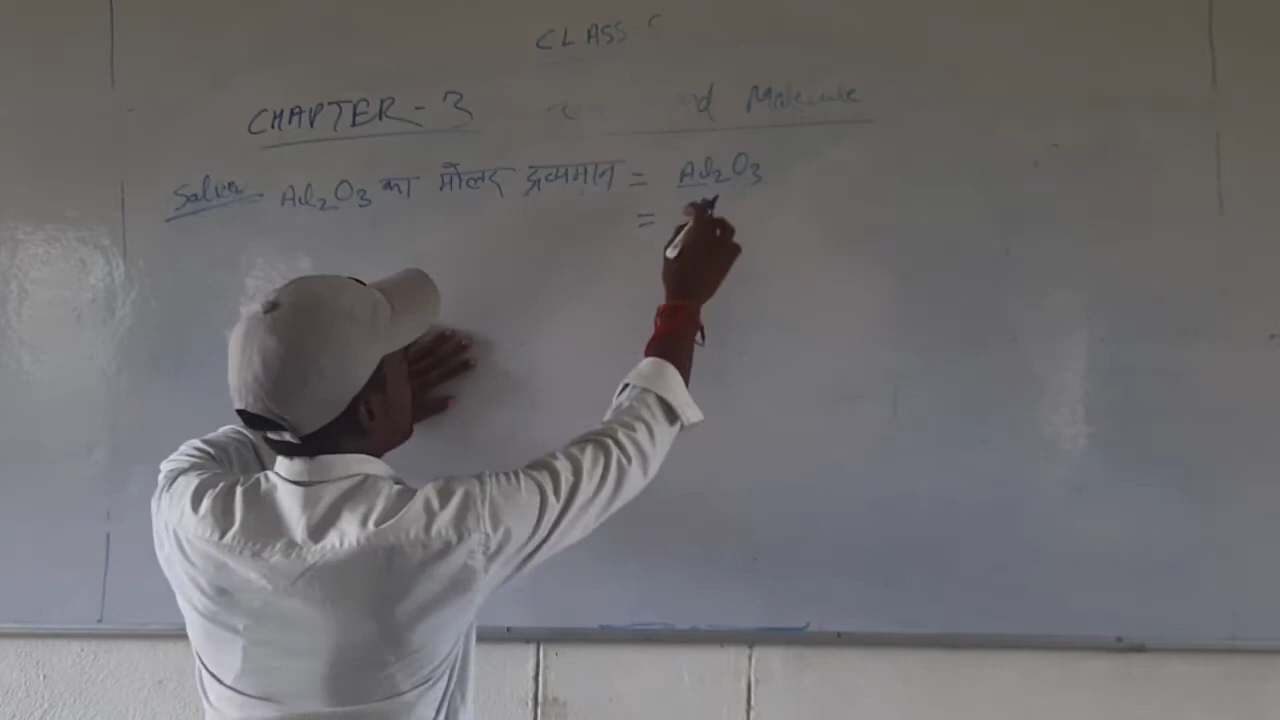 CLASS
CHAPTER-3 Molecule
Solve Al2O3 का मोलर द्रव्यमान = Al2O3
=